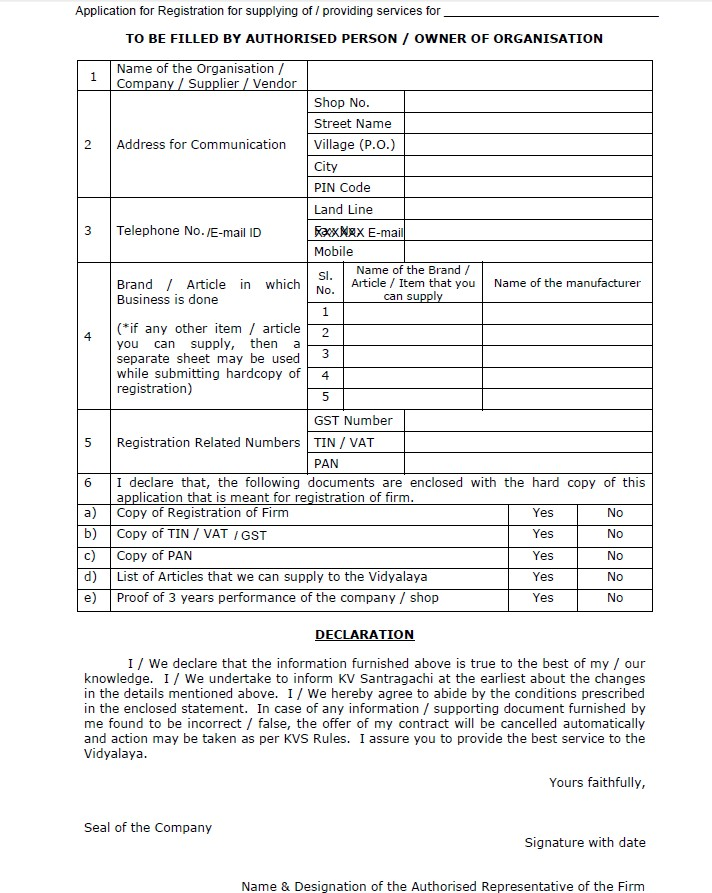 Application for Registration for supplying of / providing services for
TO BE FILLED BY AUTHORISED PERSON / OWNER OF ORGANISATION
1 Name of the Organisation /
Company / Supplier / Vendor
2 Address for Communication
Shop No.
Street Name
Village (P.O.)
City
PIN Code
3 Telephone No. /E-mail ID
Land Line
Fax No. E-mail
Mobile
4 Brand / Article in which
Business is done
(*if any other item / article
you can supply, then a
separate sheet may be used
while submitting hardcopy of
registration)
Sl.
No.
Name of the Brand /
Article / Item that you
can supply
Name of the manufacturer
1
2
3
4
5
5 Registration Related Numbers
GST Number
TIN / VAT
PAN
6 I declare that, the following documents are enclosed with the hard copy of this
application that is meant for registration of firm.
a) Copy of Registration of Firm Yes No
b) Copy of TIN / VAT / GST Yes No
c) Copy of PAN Yes No
d) List of Articles that we can supply to the Vidyalaya Yes No
e) Proof of 3 years performance of the company / shop Yes No
DECLARATION
I / We declare that the information furnished above is true to the best of my / our
knowledge. I / We undertake to inform KV Santragachi at the earliest about the changes
in the details mentioned above. I / We hereby agree to abide by the conditions prescribed
in the enclosed statement. In case of any information / supporting document furnished by
me found to be incorrect / false, the offer of my contract will be cancelled automatically
and action may be taken as per KVS Rules. I assure you to provide the best service to the
Vidyalaya.
Yours faithfully,
Seal of the Company
Signature with date
Name & Designation of the Authorised Representative of the Firm